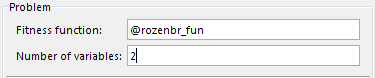 Problem
Fitness function: @rozenbr_fun
Number of variables: 2